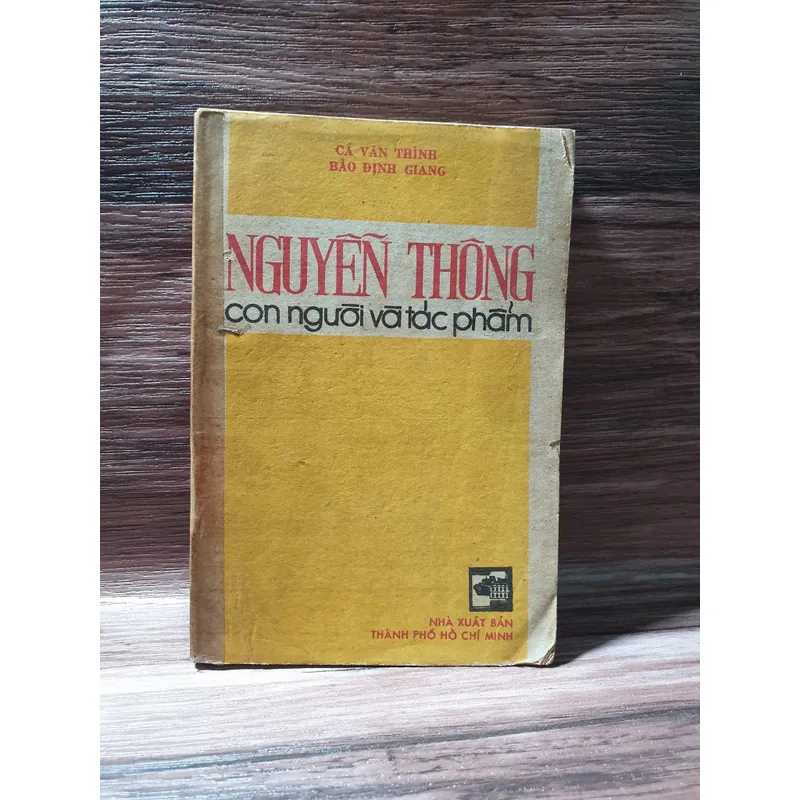 CA VĂN THỈNH
BẢO ĐỊNH GIANG
NGUYỄN THÔNG
con người và tác phẩm
NHÀ XUẤT BẢN
THÀNH PHỐ HỒ CHÍ MINH